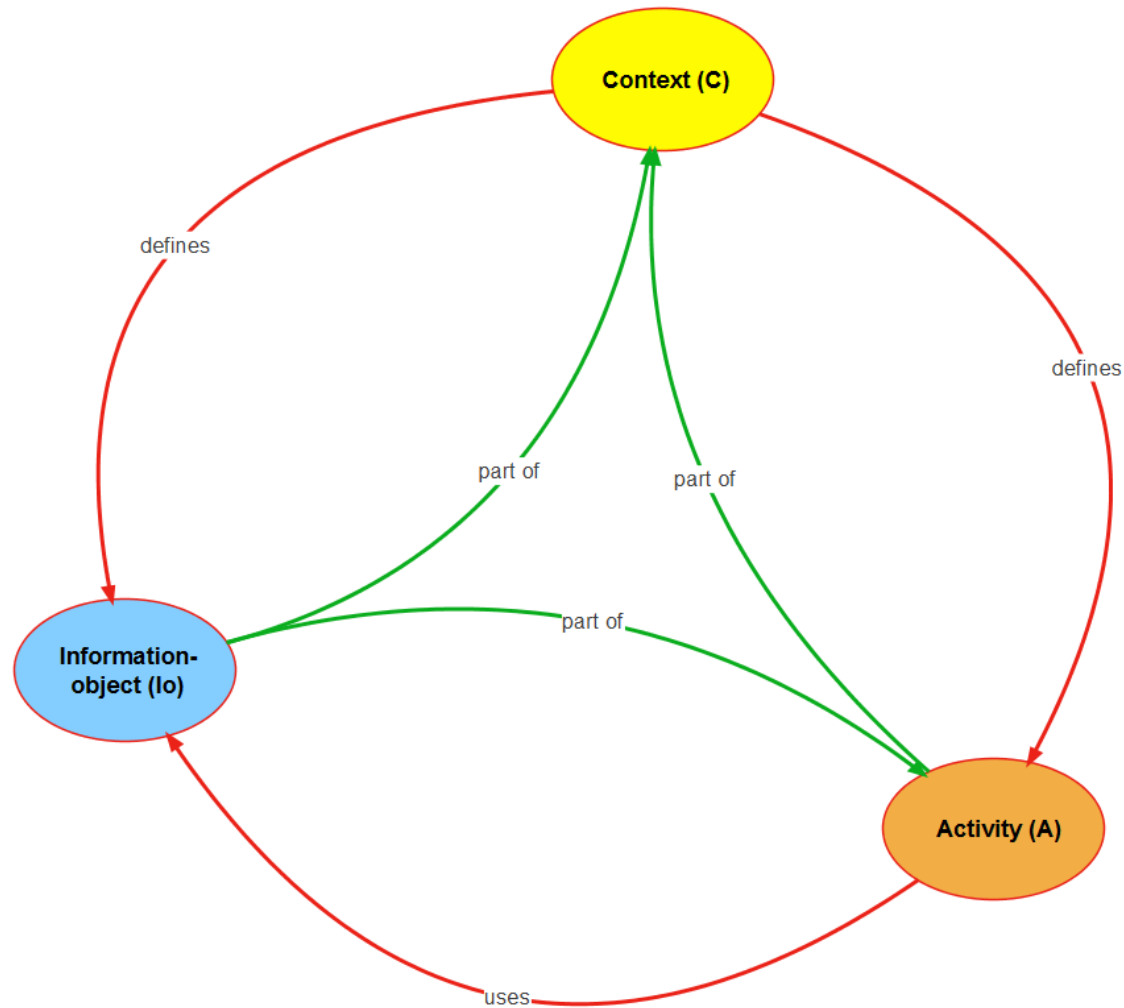 Context (C)
defines
defines
part of
part of
part of
Information-
object (Io)
Activity (A)
uses